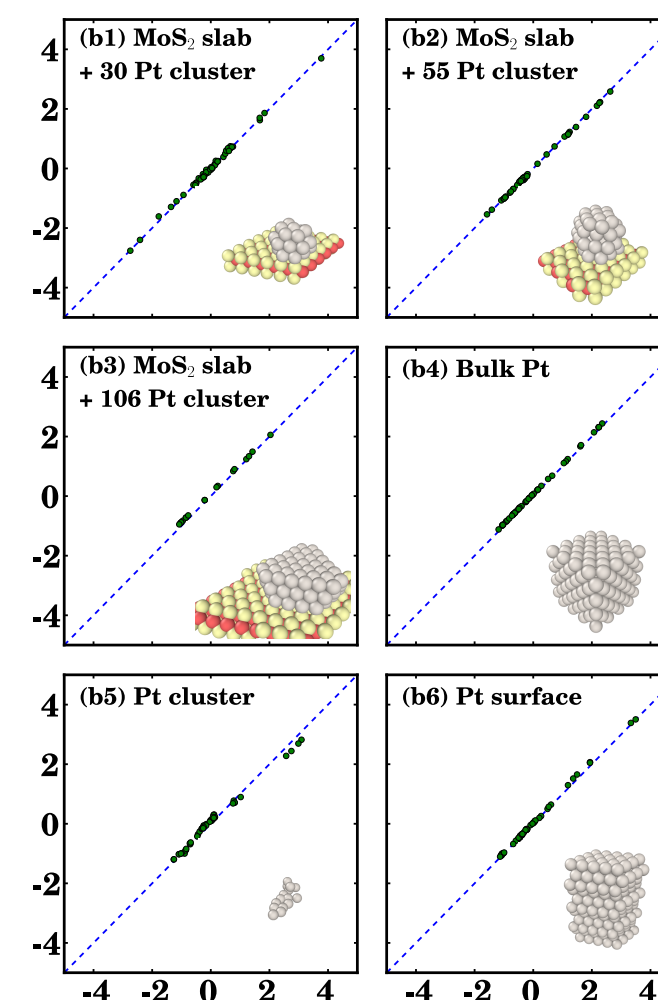 (b1) MoS₂ slab
+ 30 Pt cluster
(b2) MoS₂ slab
+ 55 Pt cluster
4
2
0
-2
-4
(b3) MoS₂ slab
+ 106 Pt cluster
(b4) Bulk Pt
4
2
0
-2
-4
(b5) Pt cluster
(b6) Pt surface
4
2
0
-2
-4
-4 -2 0 2 4
-4 -2 0 2 4